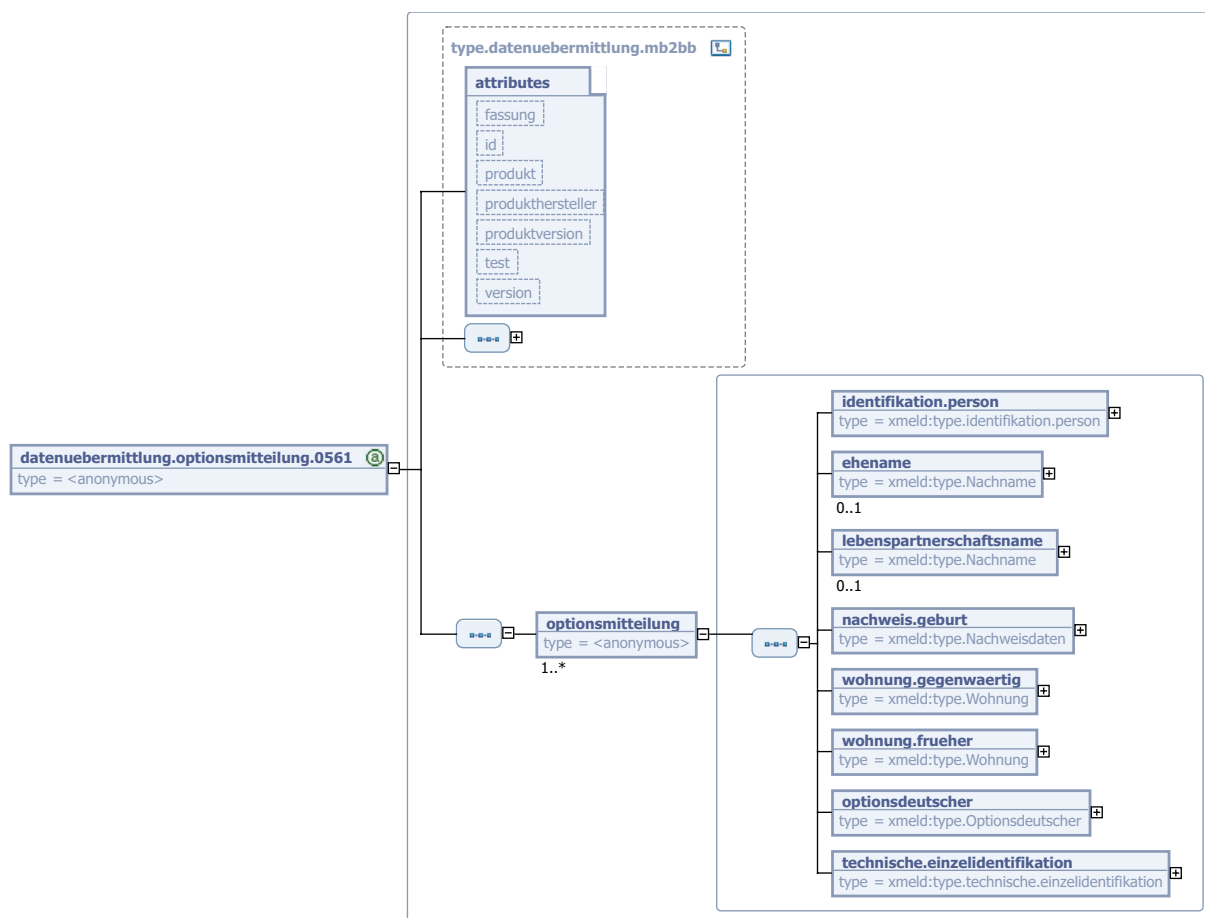 type.datenuebermittlung.mb2bb
attributes
fassung
id
produkt
produkthersteller
produktversion
test
version
datenuebermittlung.optionsmitteilung.0561 @
type = <anonymous>
optionsmitteilung
type = <anonymous>
1..*
identifikation.person
type = xmeld:type.identifikation.person
ehename
type = xmeld:type.Nachname
0..1
lebenspartnerschaftsname
type = xmeld:type.Nachname
0..1
nachweis.geburt
type = xmeld:type.Nachweisdaten
wohnung.gegenwaertig
type = xmeld:type.Wohnung
wohnung.frueher
type = xmeld:type.Wohnung
optionsdeutscher
type = xmeld:type.Optionsdeutscher
technische.einzelidentifikation
type = xmeld:type.technische.einzelidentifikation